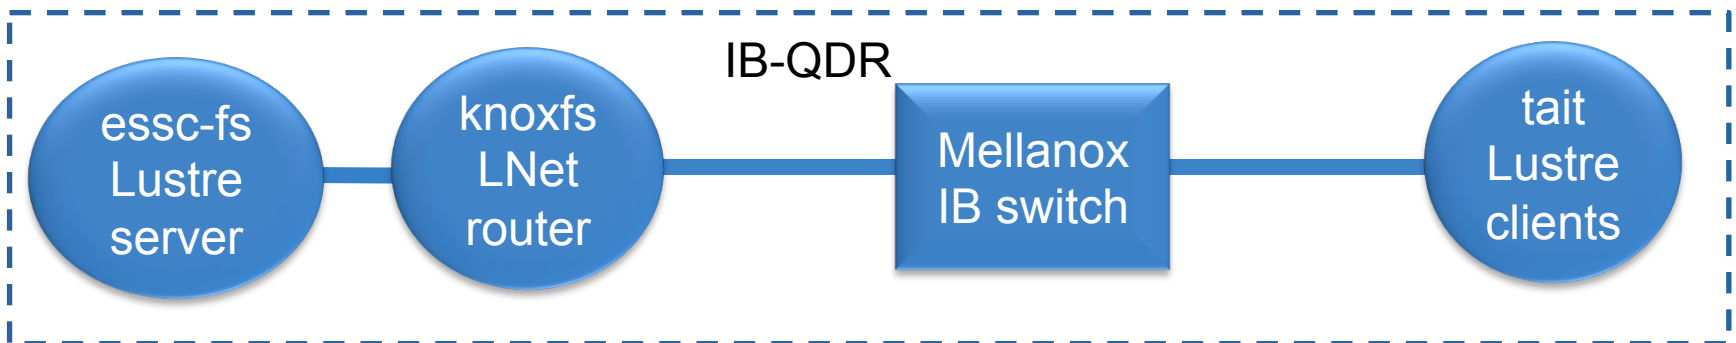 essc-fs
Lustre
server
knoxfs
LNet
router
IB-QDR
Mellanox
IB switch
tait
Lustre
clients